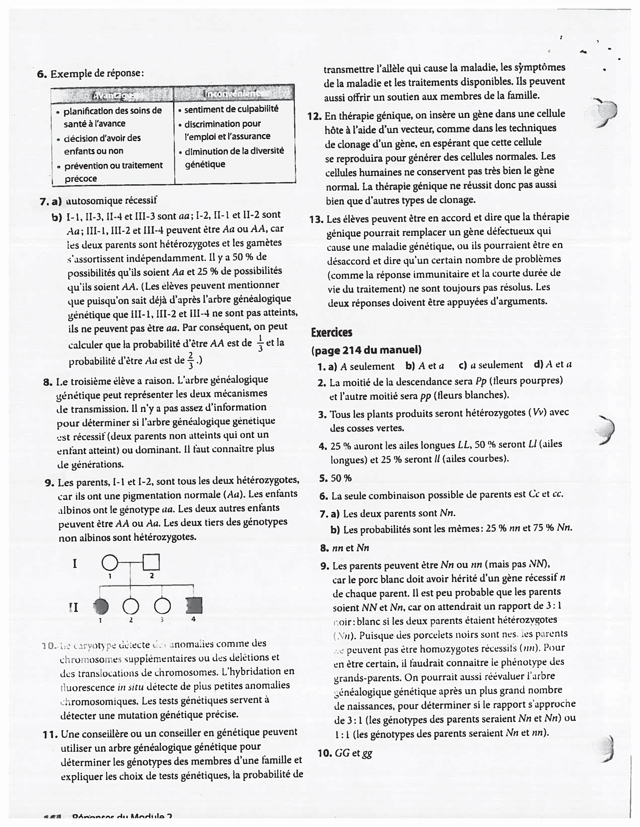 6. Exemple de réponse :
Avantages
Inconvénients
• planification des soins de
santé à l'avance
• décision d'avoir des
enfants ou non
• prévention ou traitement
précoce
• sentiment de culpabilité
• discrimination pour
l'emploi et l'assurance
• diminution de la diversité
génétique
7. a) autosomique récessif
b) I-1, II-3, II-4 et III-3 sont aa; I-2, II-1 et II-2 sont
Aa; III-1, III-2 et III-4 peuvent être Aa ou AA, car
les deux parents sont hétérozygotes et les gamètes
s'assortissent indépendamment. Il y a 50 % de
possibilités qu'ils soient Aa et 25 % de possibilités
qu'ils soient AA. (Les élèves peuvent mentionner
que puisqu'on sait déjà d'après l'arbre généalogique
génétique que III-1, III-2 et III-4 ne sont pas atteints,
ils ne peuvent pas être aa. Par conséquent, on peut
calculer que la probabilité d'être AA est de 1/3 et la
probabilité d'être Aa est de 2/3.)
8. Le troisième élève a raison. L'arbre généalogique
génétique peut représenter les deux mécanismes
de transmission. Il n'y a pas assez d'information
pour déterminer si l'arbre généalogique génétique
est récessif (deux parents non atteints qui ont un
enfant atteint) ou dominant. Il faut connaître plus
de générations.
9. Les parents, I-1 et I-2, sont tous les deux hétérozygotes,
car ils ont une pigmentation normale (Aa). Les enfants
albinos ont le génotype aa. Les deux autres enfants
peuvent être AA ou Aa. Les deux tiers des génotypes
non albinos sont hétérozygotes.
I
1 2
II
1 2 3 4
10. Le caryotype détecte des anomalies comme des
chromosomes supplémentaires ou des délétions et
des translocations de chromosomes. L'hybridation en
fluorescence in situ détecte de plus petites anomalies
chromosomiques. Les tests génétiques servent à
détecter une mutation génétique précise.
11. Une conseillère ou un conseiller en génétique peuvent
utiliser un arbre généalogique génétique pour
déterminer les génotypes des membres d'une famille et
expliquer les choix de tests génétiques, la probabilité de
transmettre l'allèle qui cause la maladie, les symptômes
de la maladie et les traitements disponibles. Ils peuvent
aussi offrir un soutien aux membres de la famille.
12. En thérapie génique, on insère un gène dans une cellule
hôte à l'aide d'un vecteur, comme dans les techniques
de clonage d'un gène, en espérant que cette cellule
se reproduira pour générer des cellules normales. Les
cellules humaines ne conservent pas très bien le gène
normal. La thérapie génique ne réussit donc pas aussi
bien que d'autres types de clonage.
13. Les élèves peuvent être en accord et dire que la thérapie
génique pourrait remplacer un gène défectueux qui
cause une maladie génétique, ou ils pourraient être en
désaccord et dire qu'un certain nombre de problèmes
(comme la réponse immunitaire et la courte durée de
vie du traitement) ne sont toujours pas résolus. Les
deux réponses doivent être appuyées d'arguments.
Exercices
(page 214 du manuel)
1. a) A seulement b) A et a c) a seulement d) A et a
2. La moitié de la descendance sera Pp (fleurs pourpres)
et l'autre moitié sera pp (fleurs blanches).
3. Tous les plants produits seront hétérozygotes (Vv) avec
des cosses vertes.
4. 25 % auront les ailes longues LL, 50 % seront Ll (ailes
longues) et 25 % seront ll (ailes courbes).
5. 50 %
6. La seule combinaison possible de parents est Cc et cc.
7. a) Les deux parents sont Nn.
b) Les probabilités sont les mêmes : 25 % nn et 75 % Nn.
8. nn et Nn
9. Les parents peuvent être Nn ou nn (mais pas NN),
car le porc blanc doit avoir hérité d'un gène récessif n
de chaque parent. Il est peu probable que les parents
soient NN et Nn, car on attendrait un rapport de 3 : 1
noir : blanc si les deux parents étaient hétérozygotes
(Nn). Puisque des porcelets noirs sont nés, les parents
ne peuvent pas être homozygotes récessifs (nn). Pour
en être certain, il faudrait connaître le phénotype des
grands-parents. On pourrait aussi réévaluer l'arbre
généalogique génétique après un plus grand nombre
de naissances, pour déterminer si le rapport s'approche
de 3 : 1 (les génotypes des parents seraient Nn et Nn) ou
1 : 1 (les génotypes des parents seraient Nn et nn).
10. GG et gg
Réponses du Module 2